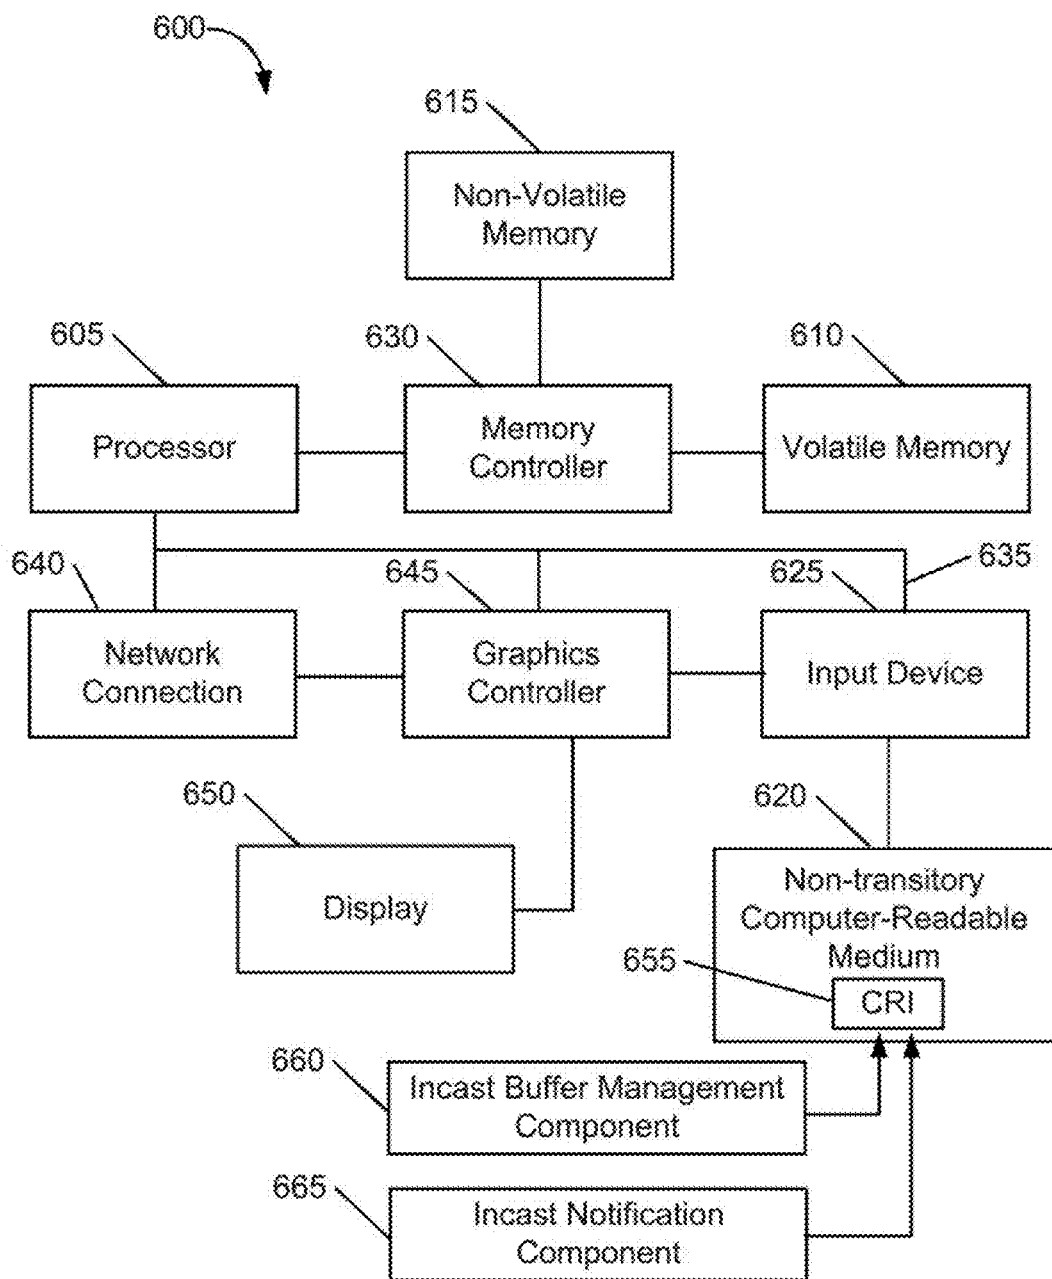 600
615
Non-Volatile
Memory
605
630
610
Processor
Memory
Controller
Volatile Memory
640
645
625
635
Network
Connection
Graphics
Controller
Input Device
650
620
Display
Non-transitory
Computer-Readable
Medium
655
CRI
660
Incast Buffer Management
Component
665
Incast Notification
Component